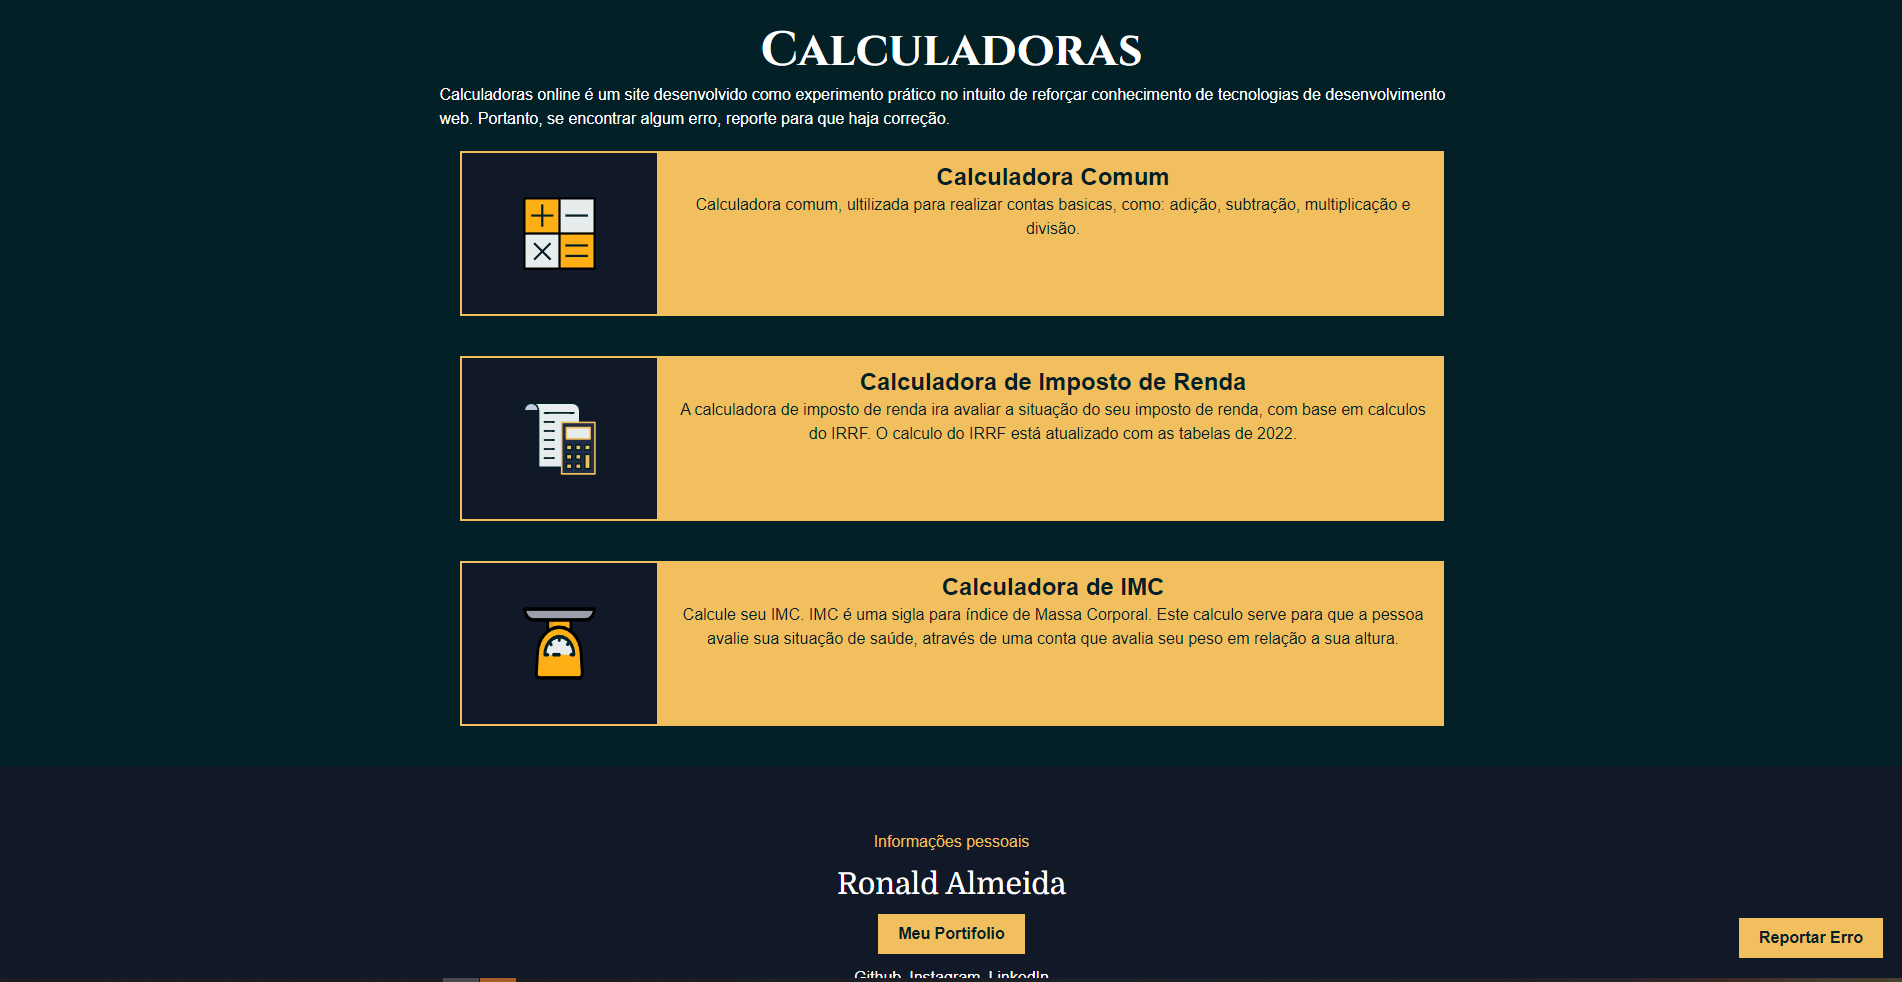 Calculadoras
Calculadoras online é um site desenvolvido como experimento prático no intuito de reforçar conhecimento de tecnologias de desenvolvimento
web. Portanto, se encontrar algum erro, reporte para que haja correção.
Calculadora Comum
Calculadora comum, ultilizada para realizar contas basicas, como: adição, subtração, multiplicação e
divisão.
Calculadora de Imposto de Renda
A calculadora de imposto de renda ira avaliar a situação do seu imposto de renda, com base em calculos
do IRRF. O calculo do IRRF está atualizado com as tabelas de 2022.
Calculadora de IMC
Calcule seu IMC. IMC é uma sigla para índice de Massa Corporal. Este calculo serve para que a pessoa
avalie sua situação de saúde, através de uma conta que avalia seu peso em relação a sua altura.
Informações pessoais
Ronald Almeida
Meu Portifolio
Reportar Erro
Github Instagram LinkedIn